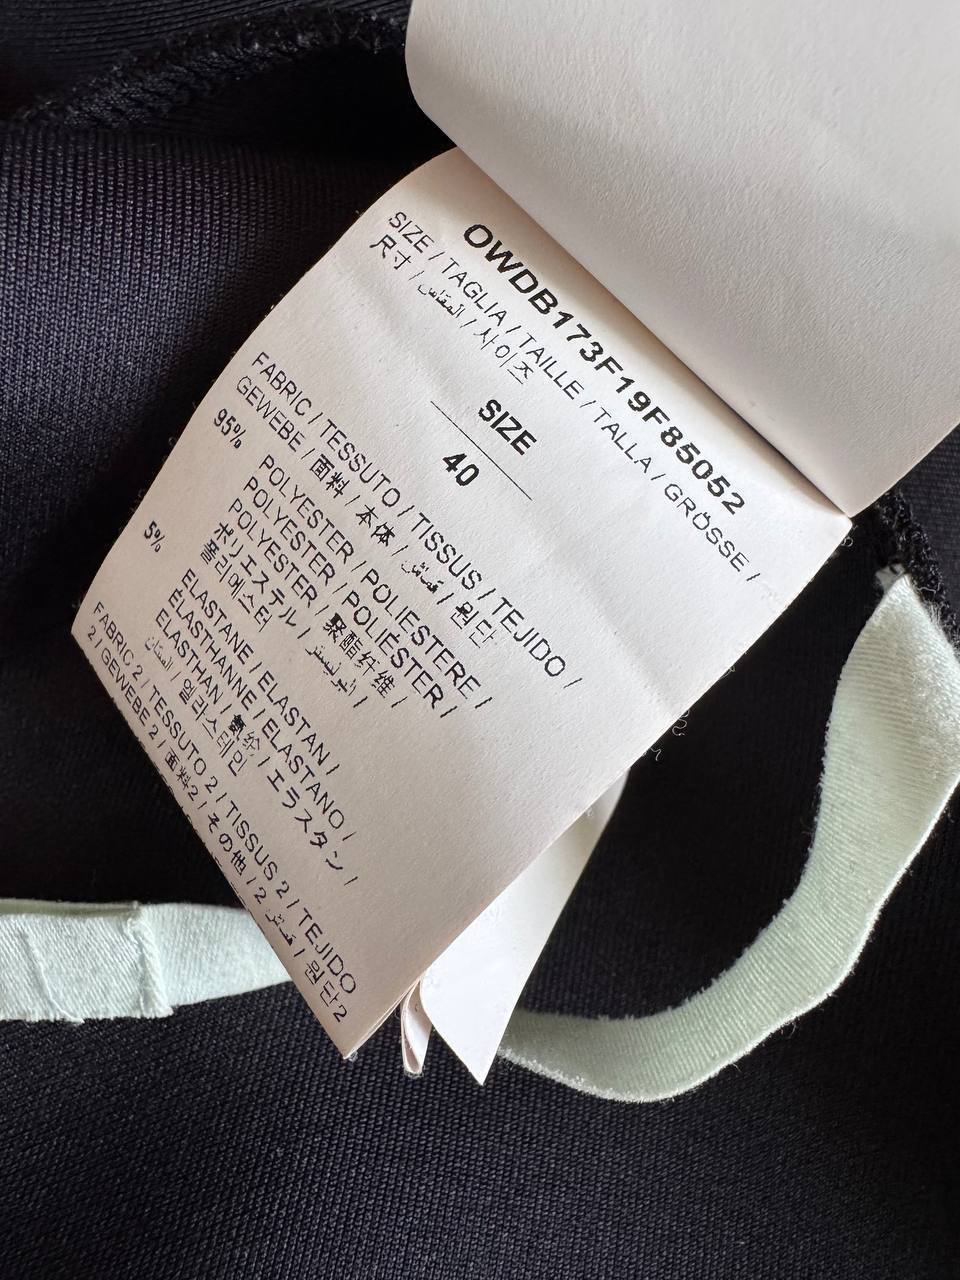 OWDB173F19F85052
SIZE / TAGLIA / TAILLE / TALLA / GRÖSSE /
尺寸 / المقاس / 사이즈
SIZE
40
FABRIC / TESSUTO / TISSUS / TEJIDO /
GEWEBE / 面料 / 本体 / قماش / 원단
95% POLYESTER / POLIESTERE /
POLYESTER / POLIÉSTER /
POLYESTER / 聚酯纤维 /
ポリエステル / البوليستر /
폴리에스터
5% ELASTANE / ELASTAN /
ÉLASTHANNE / ELASTANO /
ELASTHAN / 氨纶 / エラスタン /
/ 엘라스테인
FABRIC 2 / TESSUTO 2 / TISSUS 2 / TEJIDO
2 / GEWEBE 2 / 面料2 / その他 / 2 قماش / 원단2